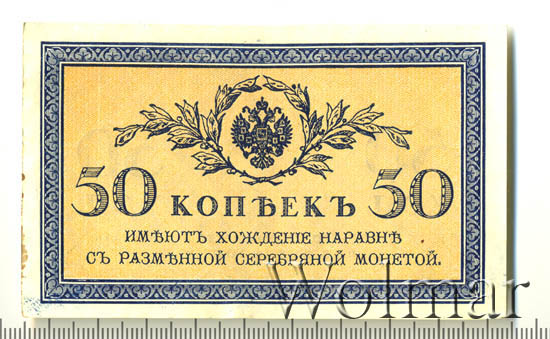 50 КОПѢЕКЪ 50
ИМѢЮТЪ ХОЖДЕНІЕ НАРАВНѢ
СЪ РАЗМѢННОЙ СЕРЕБРЯНОЙ МОНЕТОЙ.
Wolmar